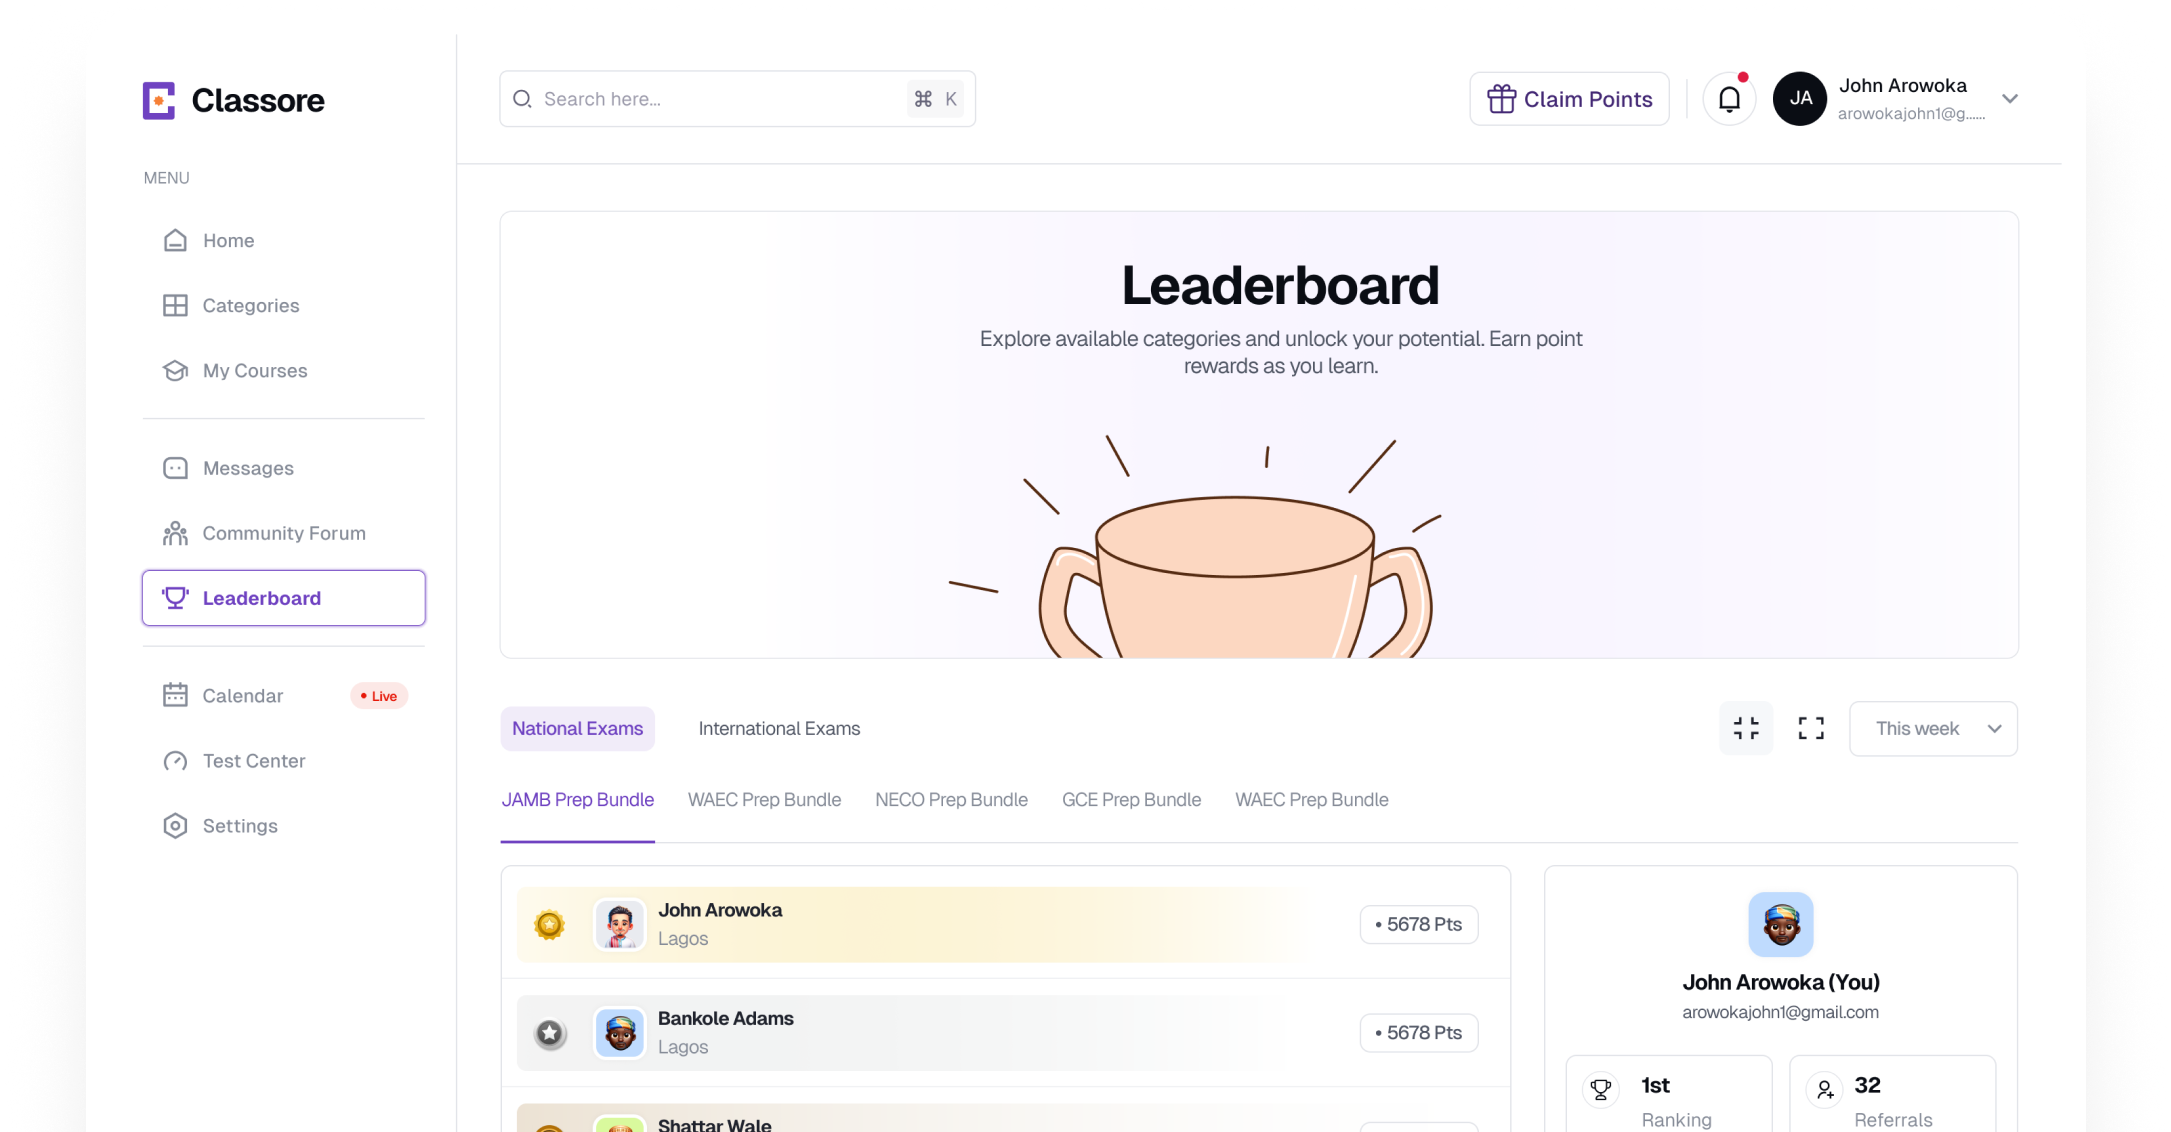 Classore
Search here...
⌘ K
Claim Points
JA
John Arowoka
arowokajohn1@g......
MENU
Home
Categories
My Courses
Messages
Community Forum
Leaderboard
Calendar
• Live
Test Center
Settings
Leaderboard
Explore available categories and unlock your potential. Earn point
rewards as you learn.
National Exams
International Exams
This week
JAMB Prep Bundle
WAEC Prep Bundle
NECO Prep Bundle
GCE Prep Bundle
WAEC Prep Bundle
John Arowoka
Lagos
• 5678 Pts
Bankole Adams
Lagos
• 5678 Pts
Shattar Wale
John Arowoka (You)
arowokajohn1@gmail.com
1st
Ranking
32
Referrals